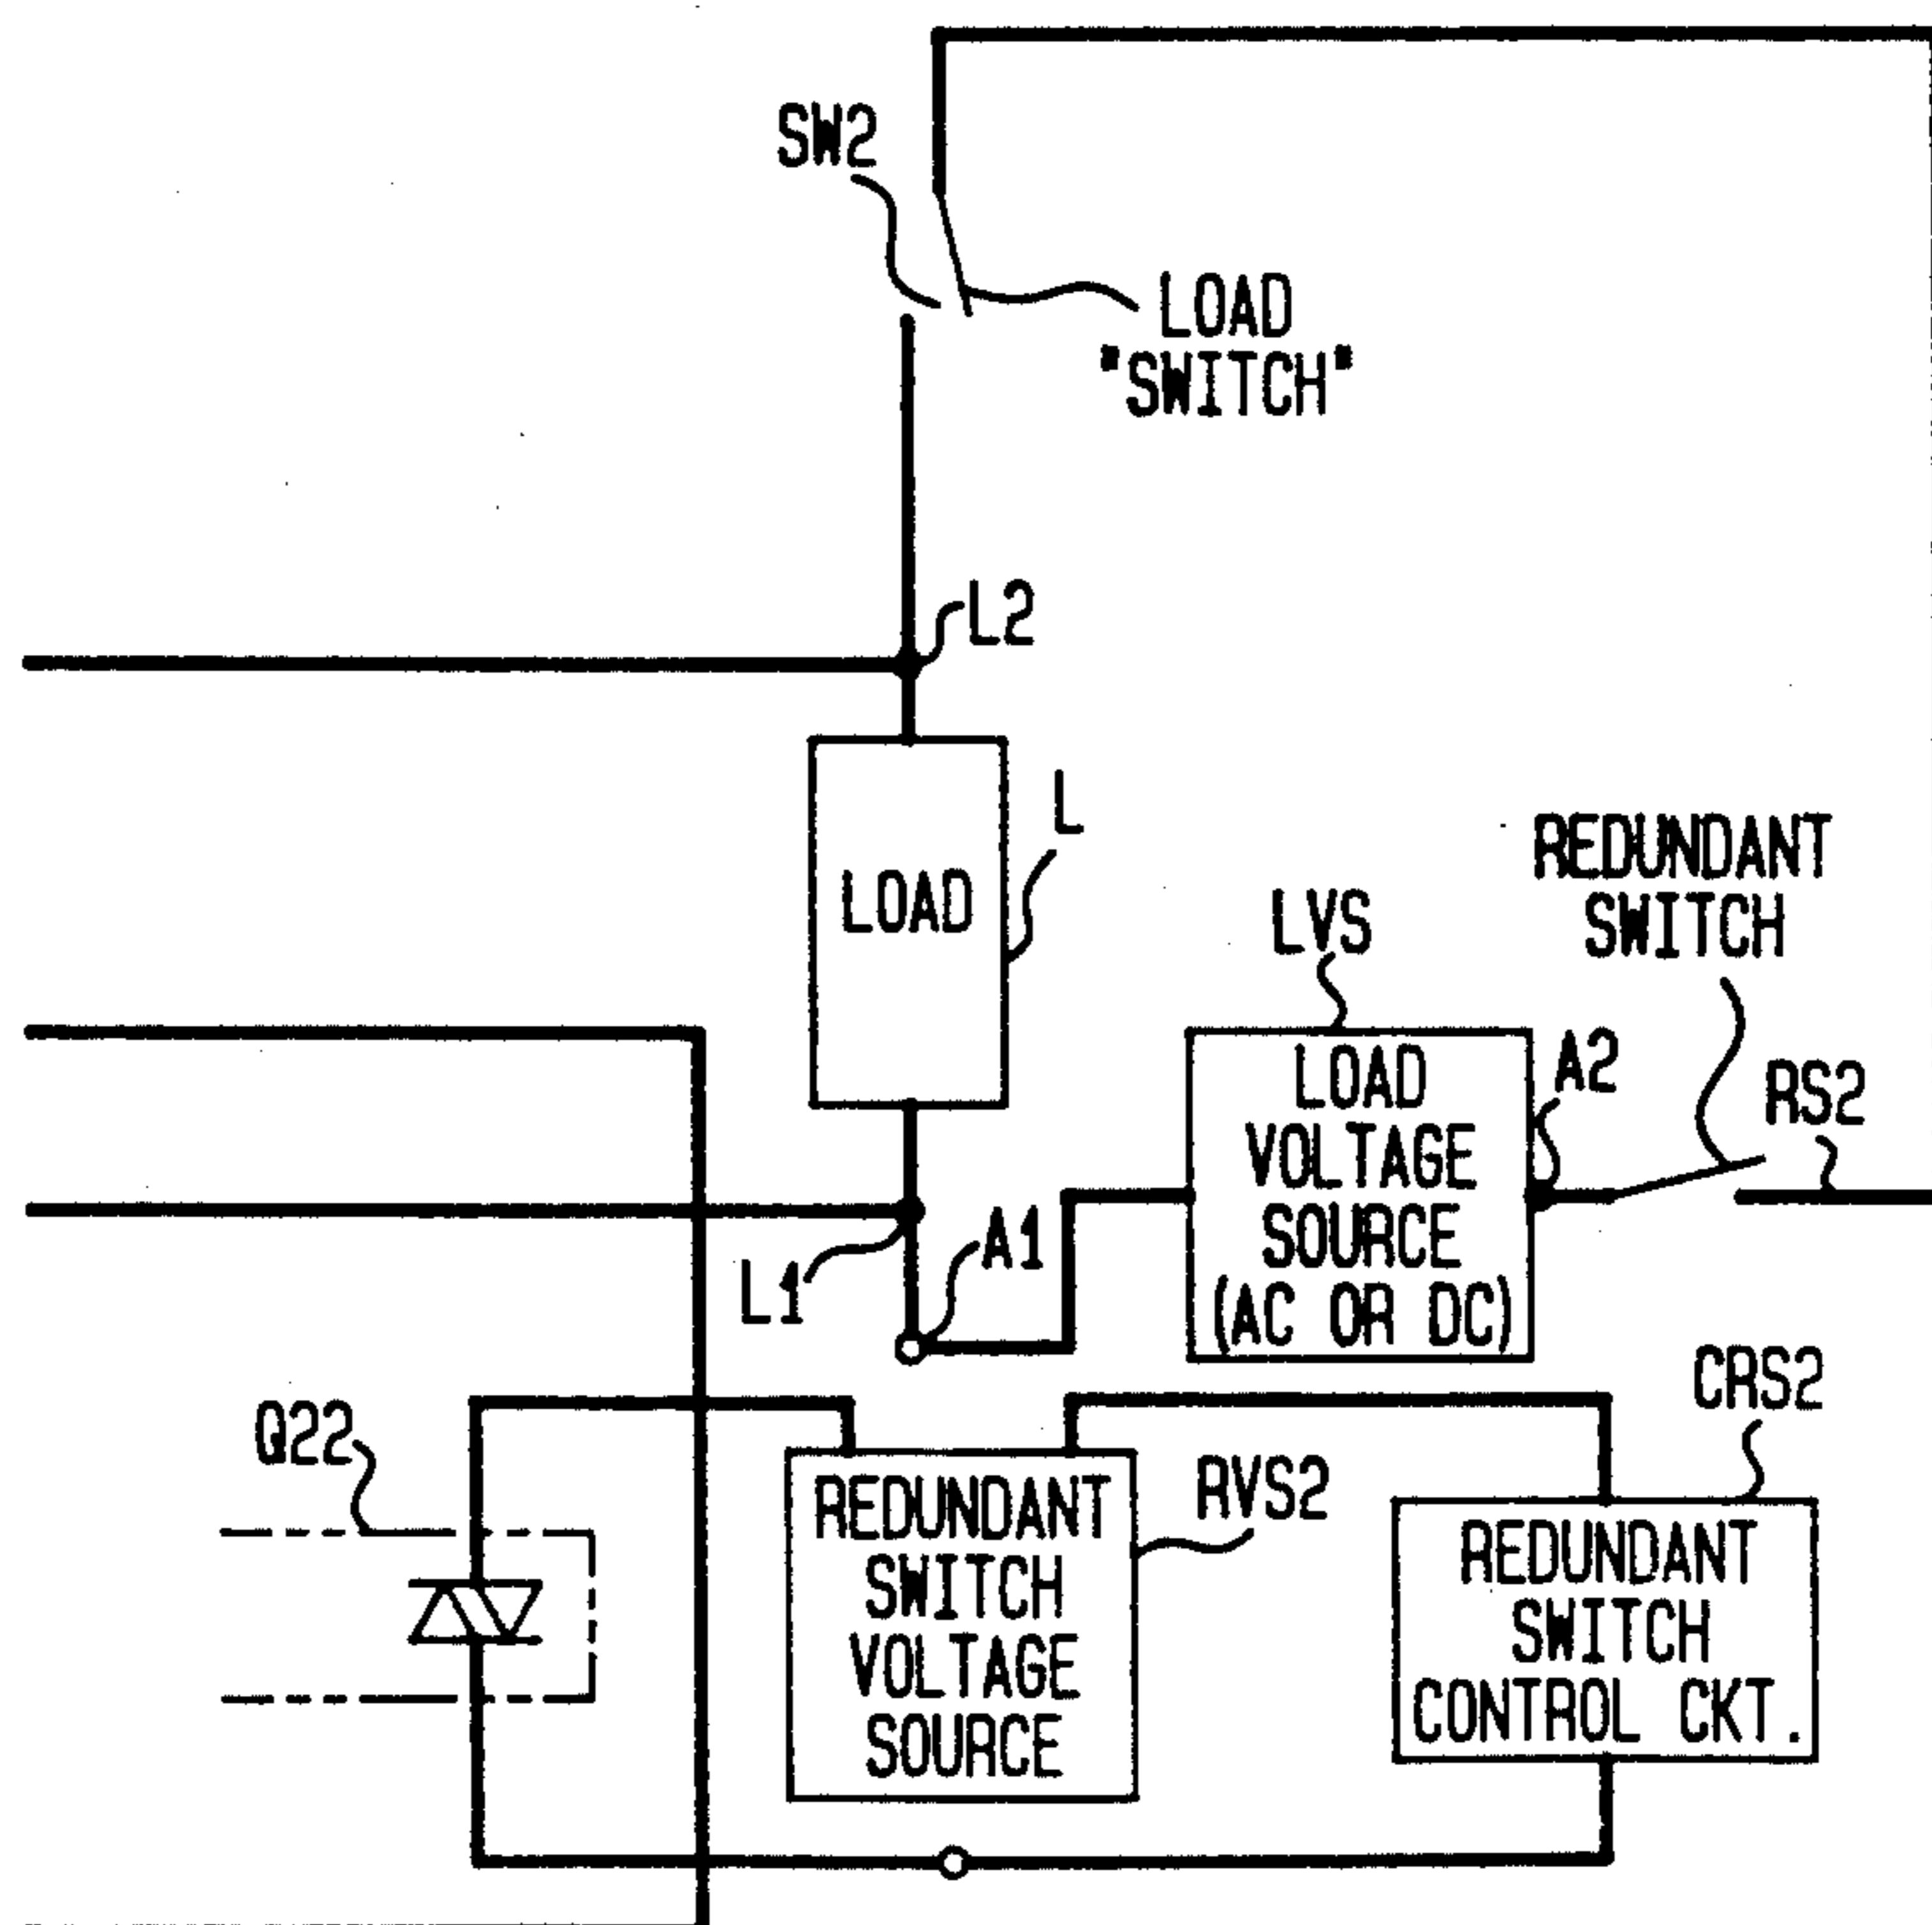 SW2
LOAD
"SWITCH"
L2
L
LOAD
REDUNDANT
SWITCH
LVS
A2
RS2
LOAD
VOLTAGE
SOURCE
(AC OR DC)
L1
A1
CRS2
Q22
RVS2
REDUNDANT
SWITCH
VOLTAGE
SOURCE
REDUNDANT
SWITCH
CONTROL CKT.